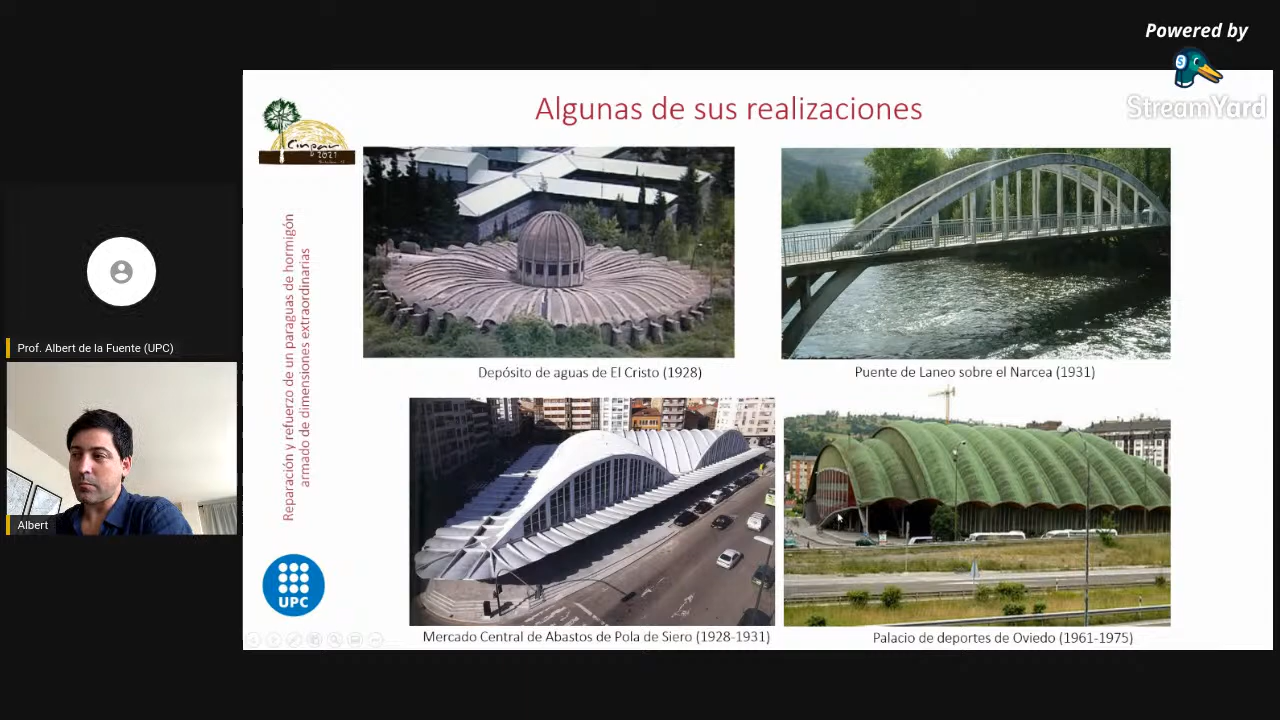 Powered by
StreamYard
Algunas de sus realizaciones
Cinpar
2021
Reparación y refuerzo de un paraguas de hormigón
armado de dimensiones extraordinarias
Depósito de aguas de El Cristo (1928)
Puente de Laneo sobre el Narcea (1931)
Prof. Albert de la Fuente (UPC)
Albert
UPC
Mercado Central de Abastos de Pola de Siero (1928-1931)
Palacio de deportes de Oviedo (1961-1975)